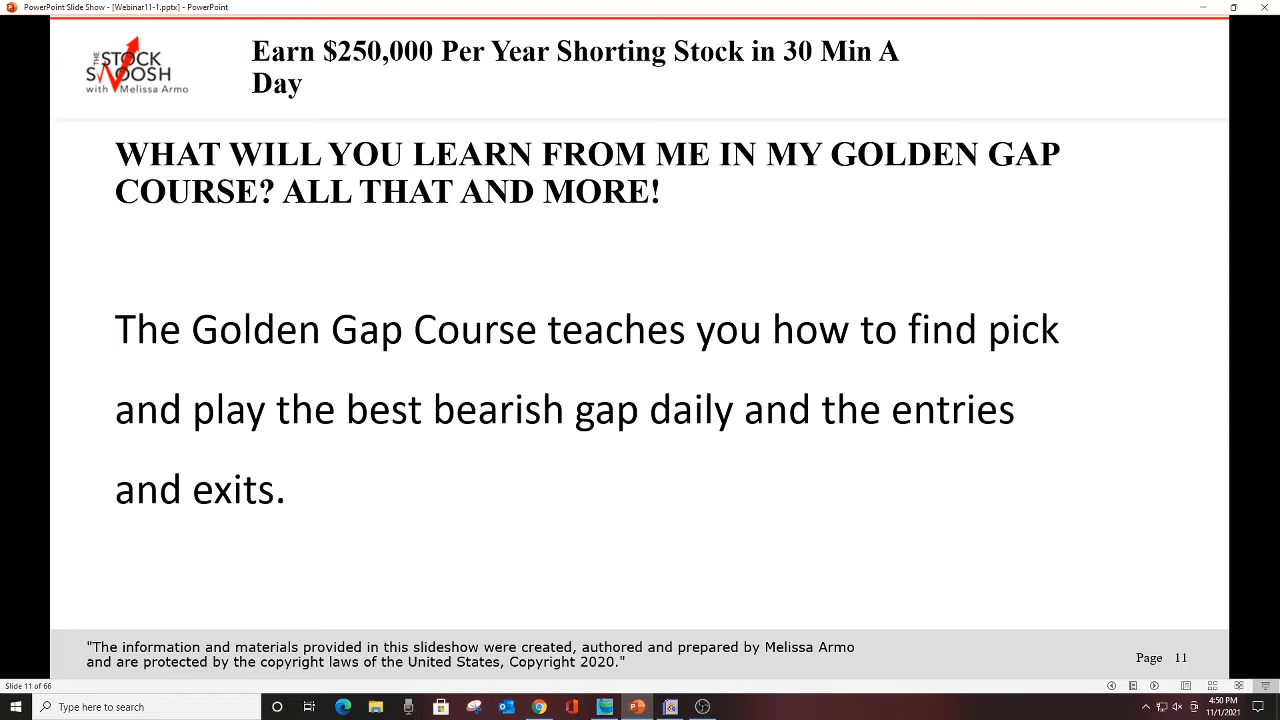 PowerPoint Slide Show - [Webinar11-1.pptx] - PowerPoint
THE
STOCK
SWOOSH
with Melissa Armo
Earn $250,000 Per Year Shorting Stock in 30 Min A
Day
WHAT WILL YOU LEARN FROM ME IN MY GOLDEN GAP
COURSE? ALL THAT AND MORE!
The Golden Gap Course teaches you how to find pick
and play the best bearish gap daily and the entries
and exits.
"The information and materials provided in this slideshow were created, authored and prepared by Melissa Armo
and are protected by the copyright laws of the United States, Copyright 2020."
Page 11
Slide 11 of 66
Type here to search
4:50 PM
11/1/2021